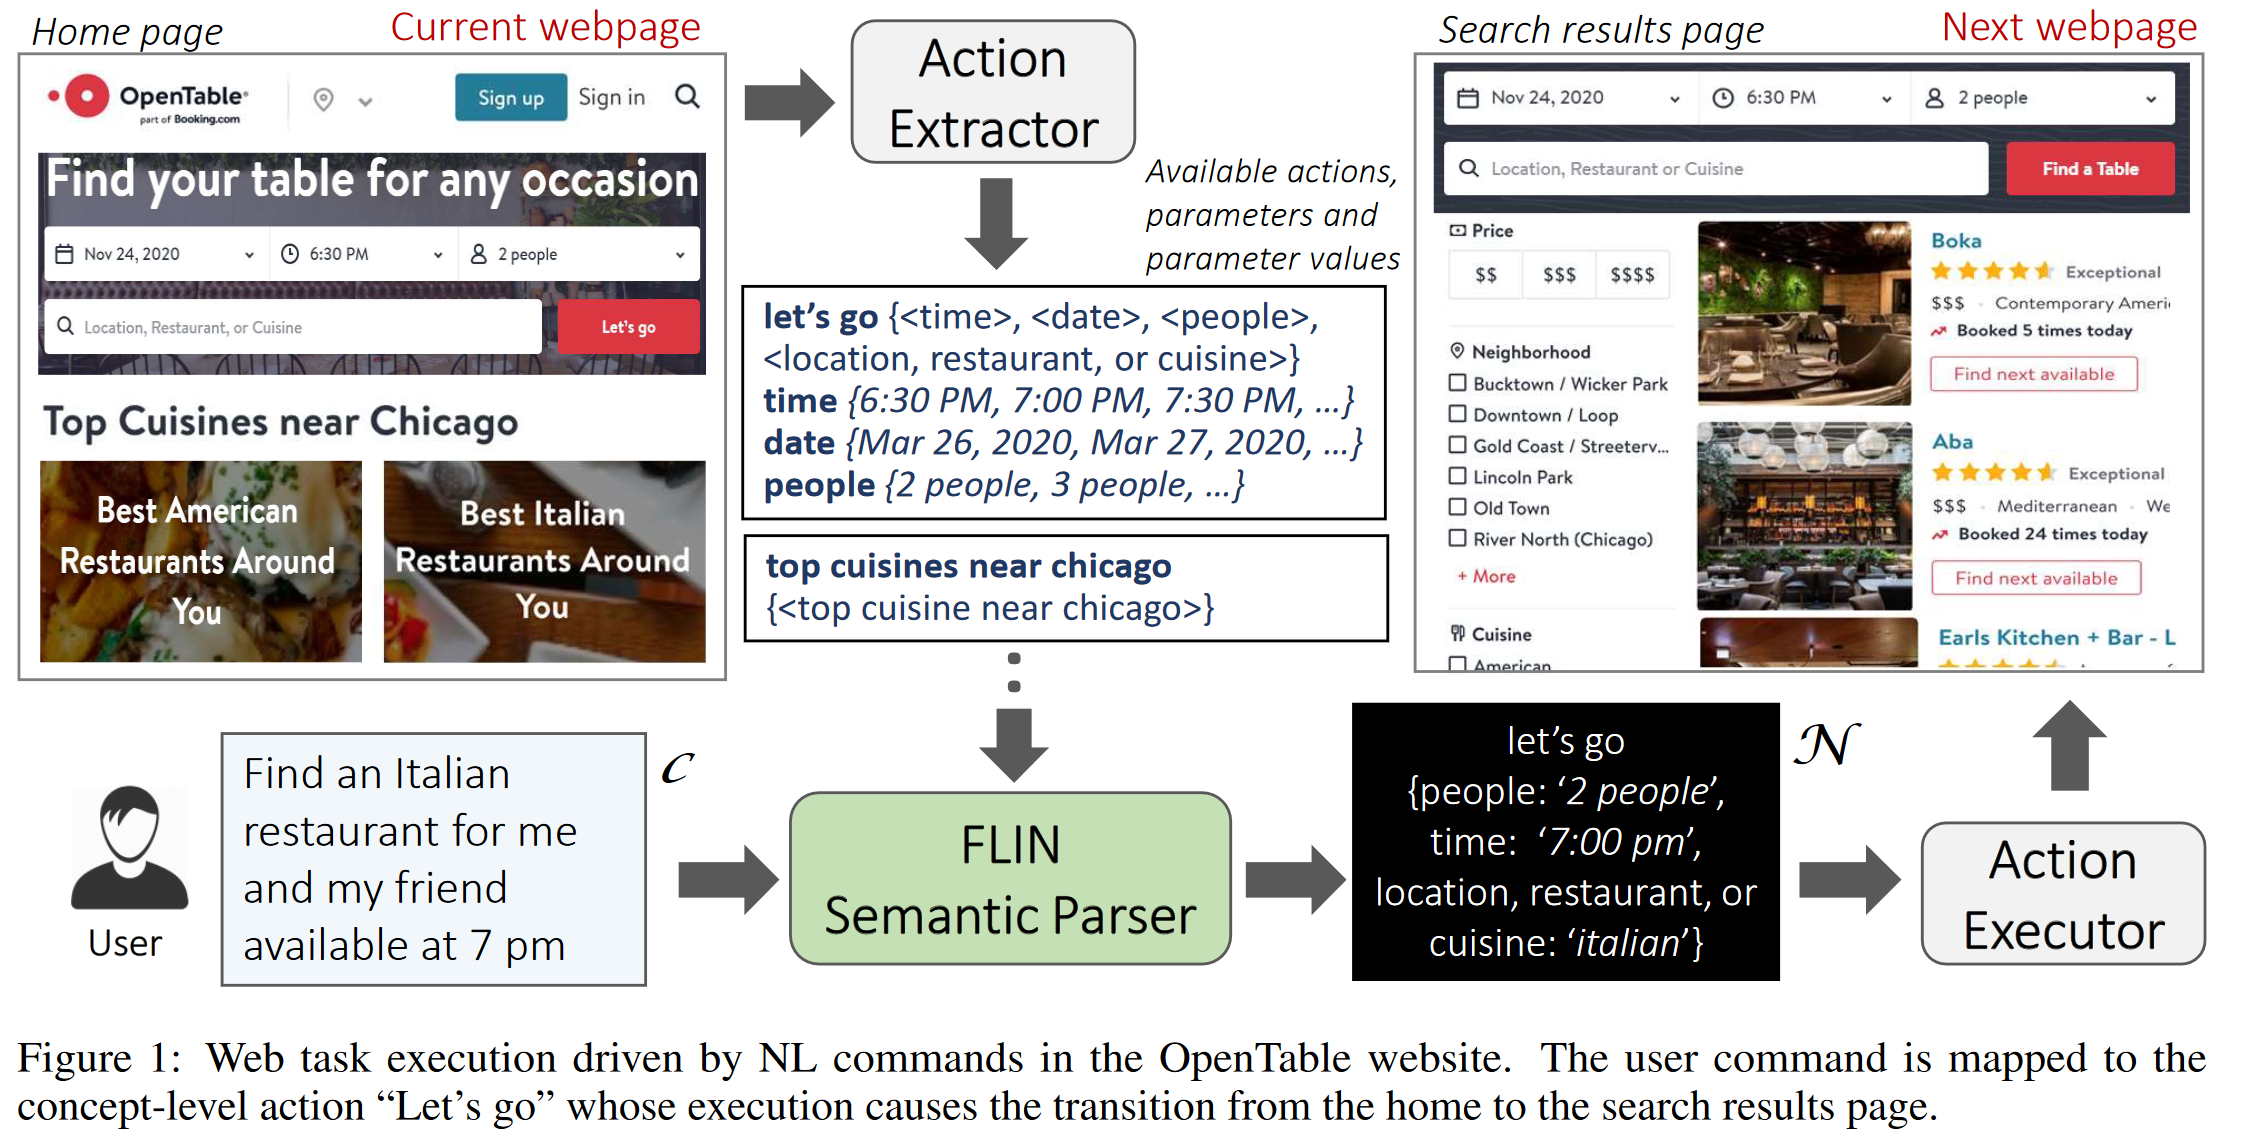 Home page
Current webpage
OpenTable®
part of Booking.com
Sign up
Sign in
Find your table for any occasion
Nov 24, 2020
6:30 PM
2 people
Location, Restaurant, or Cuisine
Let's go
Top Cuisines near Chicago
Best American
Restaurants Around
You
Best Italian
Restaurants Around
You
Action
Extractor
Available actions,
parameters and
parameter values
let's go {<time>, <date>, <people>,
<location, restaurant, or cuisine>}
time {6:30 PM, 7:00 PM, 7:30 PM, …}
date {Mar 26, 2020, Mar 27, 2020, …}
people {2 people, 3 people, …}
top cuisines near chicago
{<top cuisine near chicago>}
Search results page
Next webpage
Nov 24, 2020
6:30 PM
2 people
Location, Restaurant or Cuisine
Find a Table
Price
$$
$$$
$$$$
Neighborhood
Bucktown / Wicker Park
Downtown / Loop
Gold Coast / Streeterv...
Lincoln Park
Old Town
River North (Chicago)
+ More
Cuisine
American
Boka
Exceptional
$$$ Contemporary Ameri
Booked 5 times today
Find next available
Aba
Exceptional
$$$ Mediterranean We
Booked 24 times today
Find next available
Earls Kitchen + Bar - L
User
Find an Italian
restaurant for me
and my friend
available at 7 pm
C
FLIN
Semantic Parser
let's go
{people: ‘2 people’,
time: ‘7:00 pm’,
location, restaurant, or
cuisine: ‘italian’}
N
Action
Executor
Figure 1: Web task execution driven by NL commands in the OpenTable website. The user command is mapped to the
concept-level action “Let’s go” whose execution causes the transition from the home to the search results page.